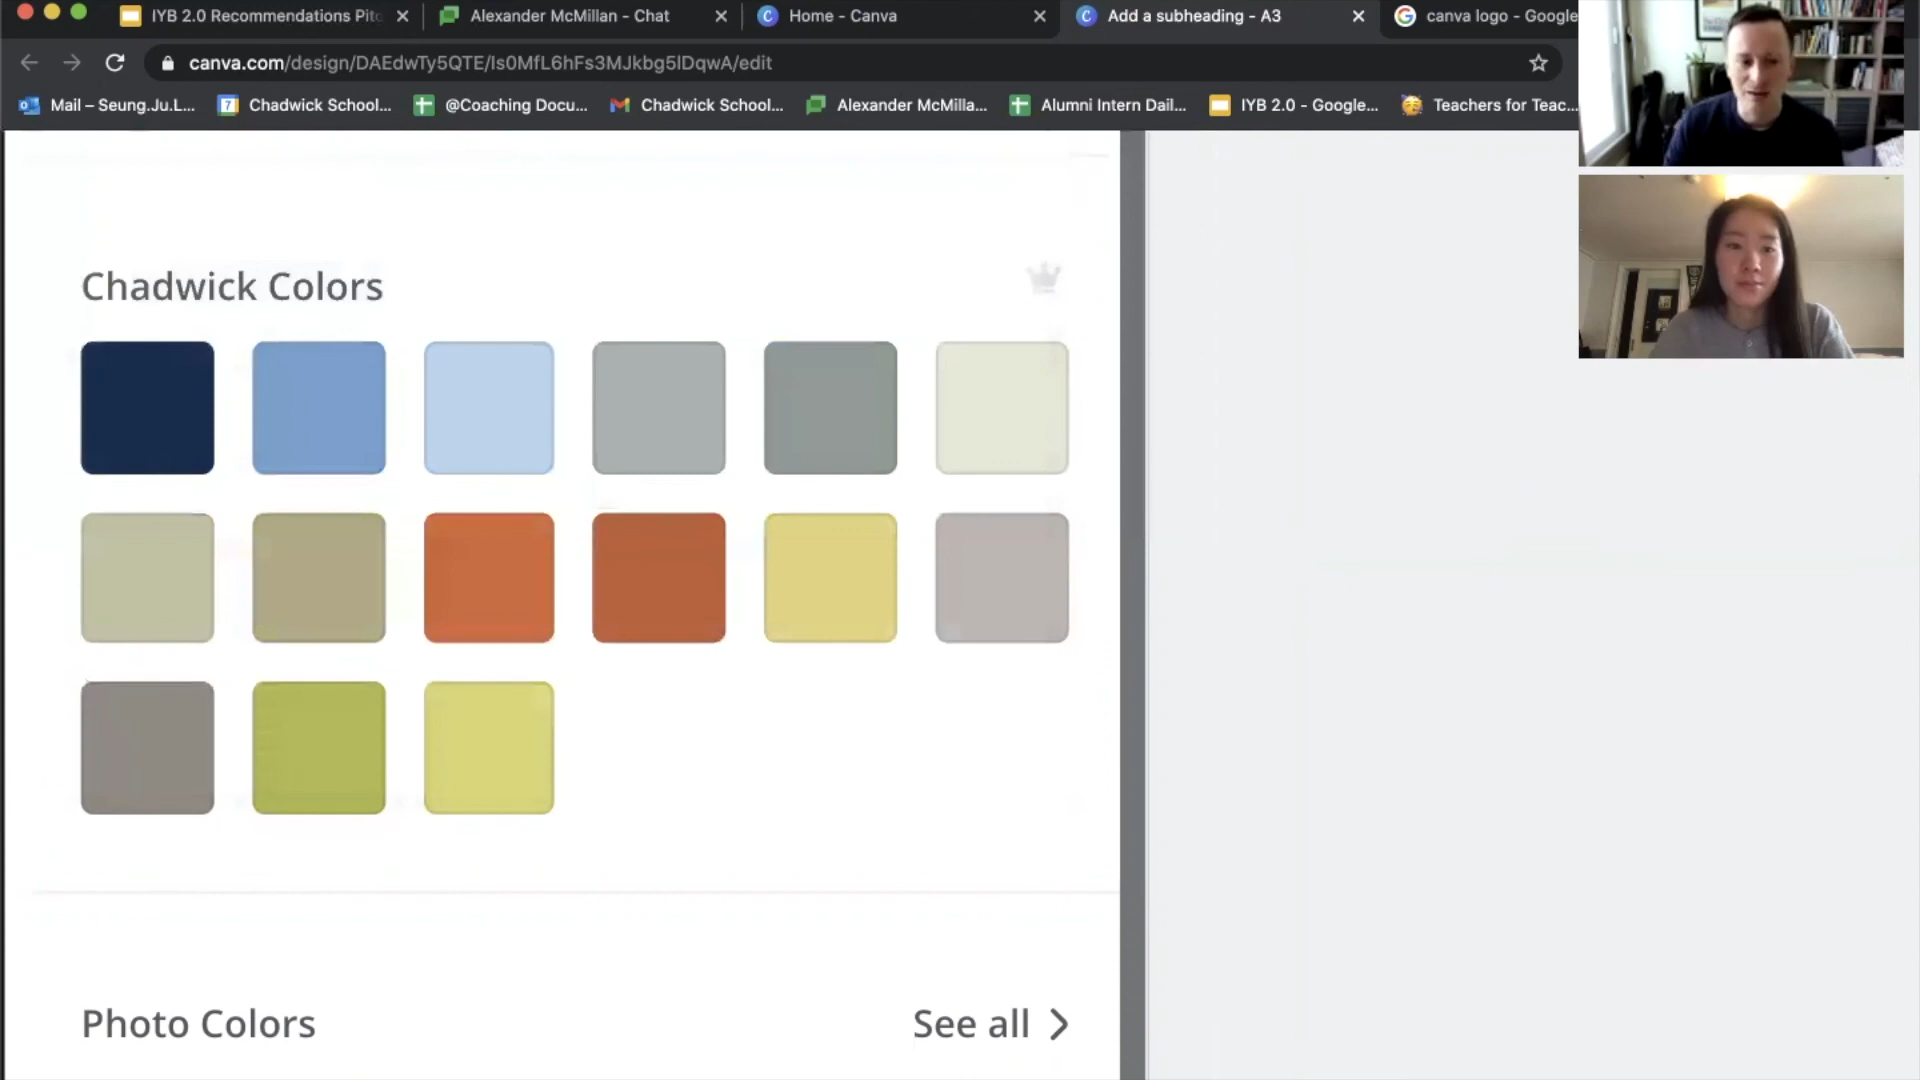 IYB 2.0 Recommendations Pitc
Alexander McMillan - Chat
Home - Canva
Add a subheading - A3
canva logo - Google
canva.com/design/DAEdwTy5QTE/Is0MfL6hFs3MJkbg5lDqwA/edit
Mail – Seung.Ju.L...
7
Chadwick School...
@Coaching Docu...
Chadwick School...
Alexander McMilla...
Alumni Intern Dail...
IYB 2.0 - Google...
Teachers for Teac...
Chadwick Colors
Photo Colors
See all